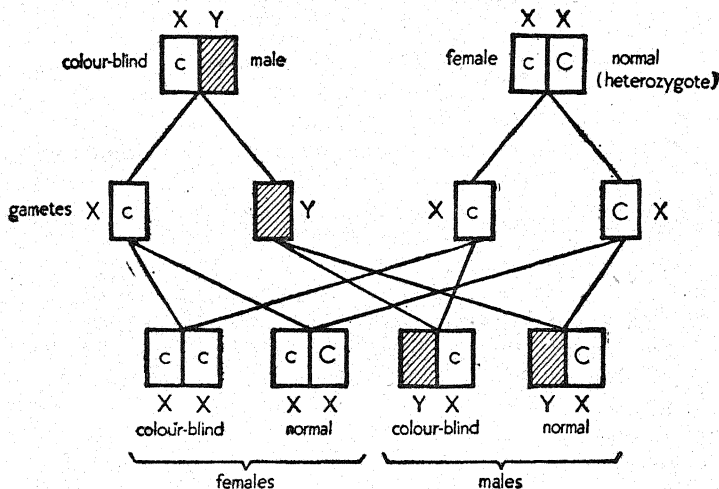 X Y X X
colour-blind c male female c C normal
(heterozygote)
gametes X c Y X c C X
c c c C c C
X X X X Y X Y X
colour-blind normal colour-blind normal
females males